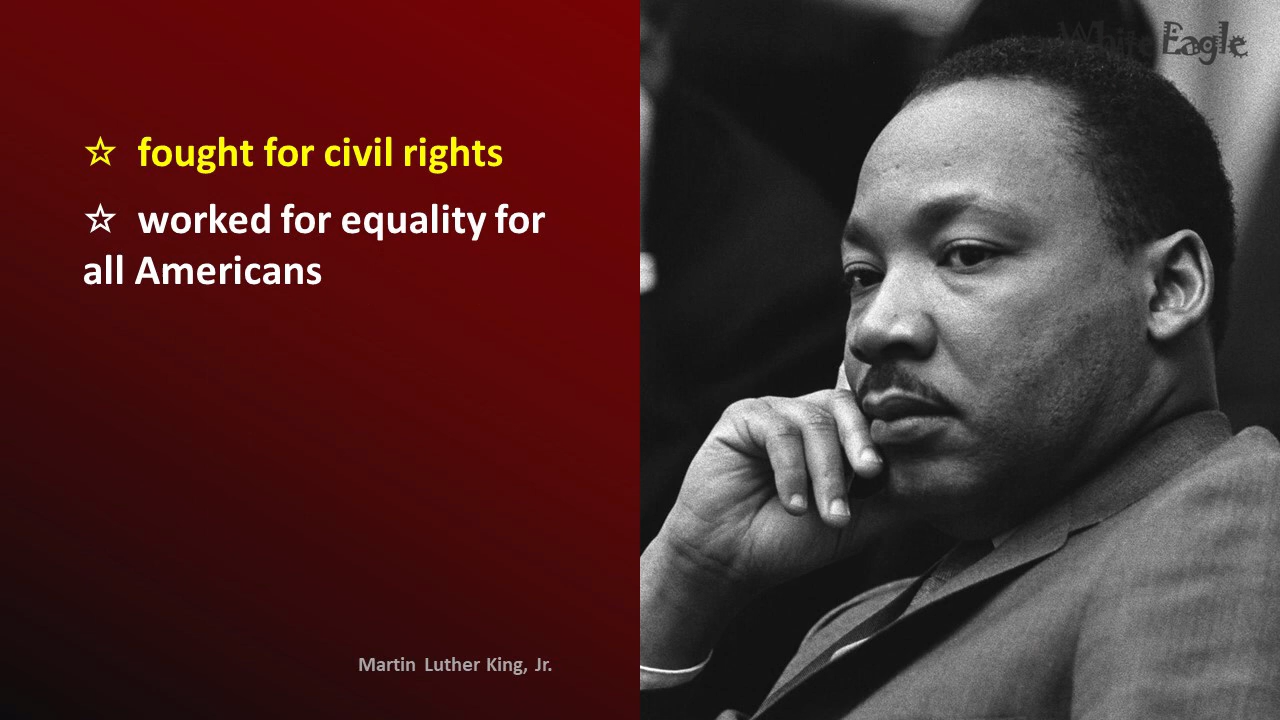 White Eagle
☆ fought for civil rights
☆ worked for equality for
all Americans
Martin Luther King, Jr.